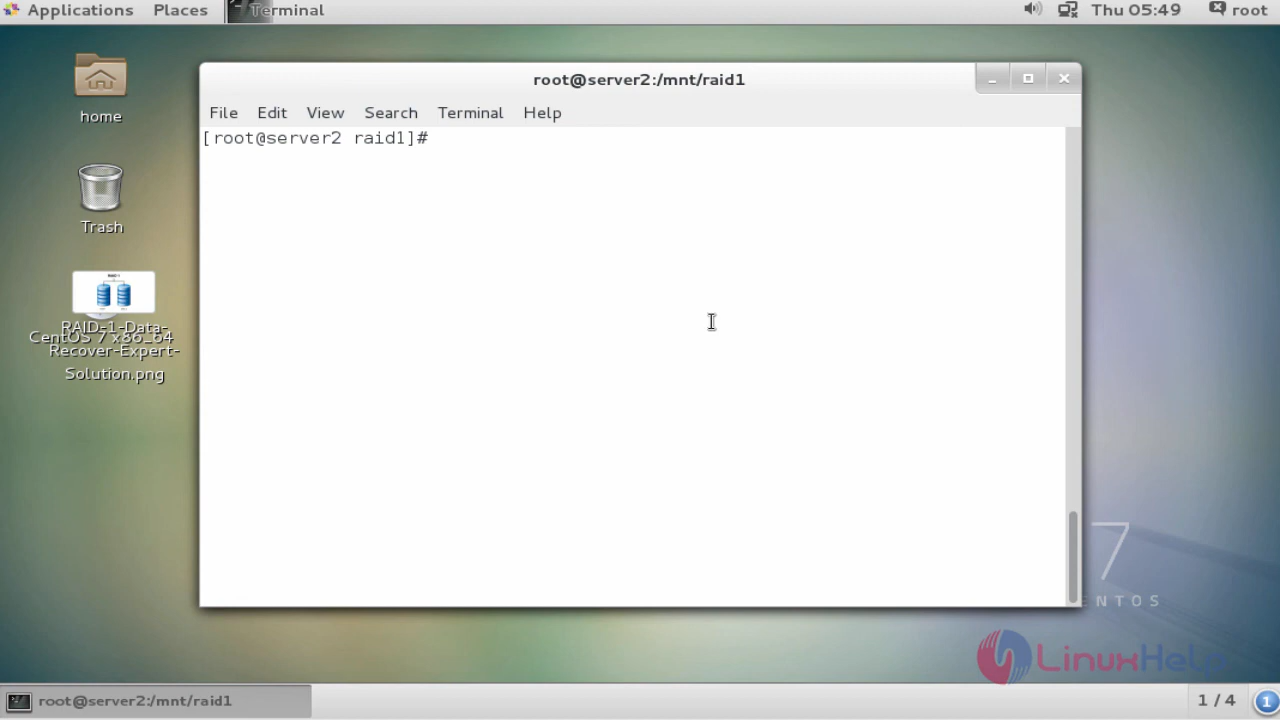 Applications Places Terminal Thu 05:49 root
home
Trash
RAID-1-Data-
CentOS 7 x86_64
Recover-Expert-
Solution.png
root@server2:/mnt/raid1
File Edit View Search Terminal Help
[root@server2 raid1]#
7
ENTOS
LinuxHelp
root@server2:/mnt/raid1 1 / 4 1